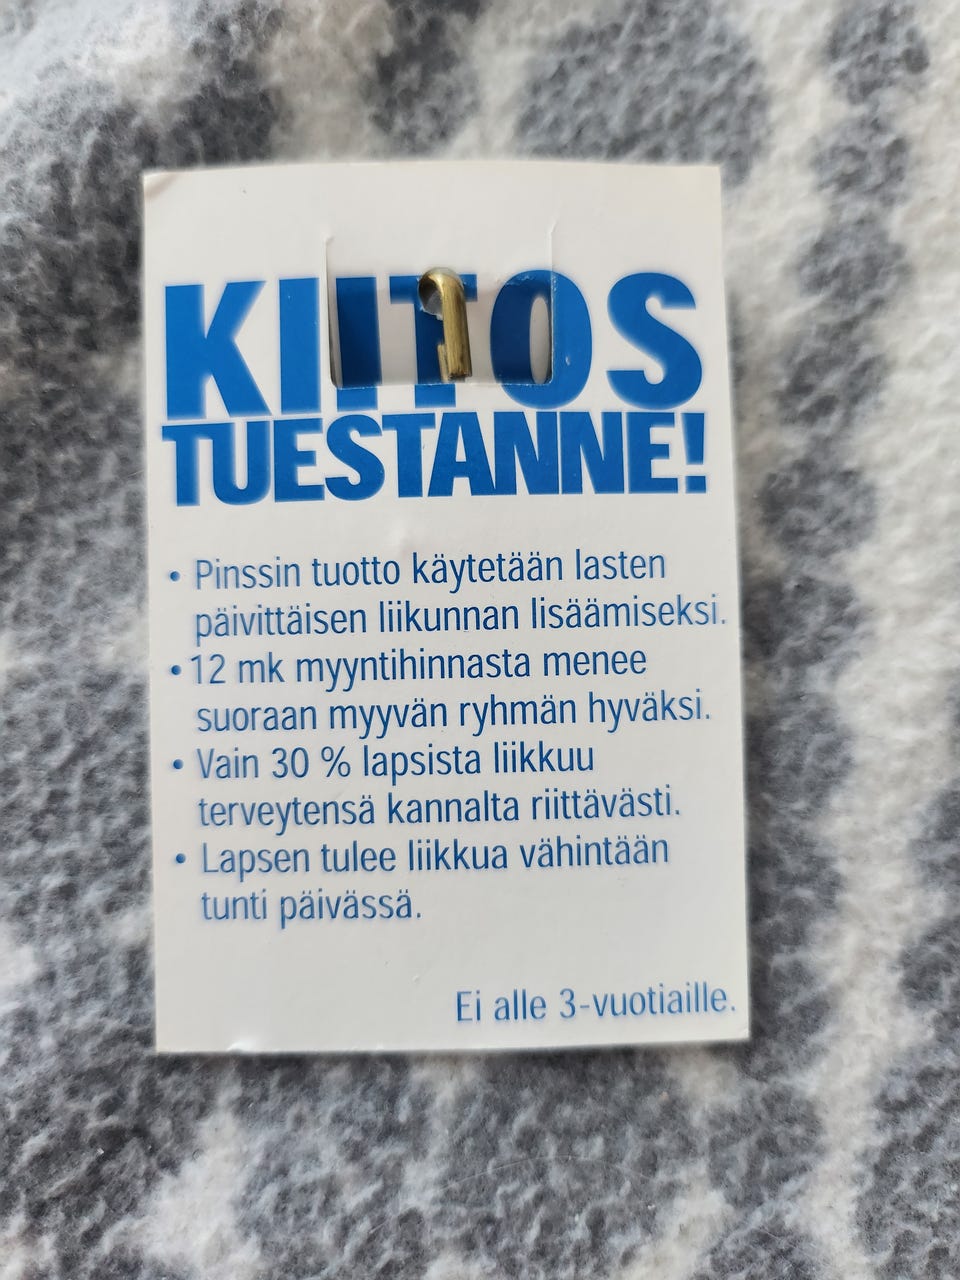 KIITOS
TUESTANNE!
• Pinssin tuotto käytetään lasten
päivittäisen liikunnan lisäämiseksi.
• 12 mk myyntihinnasta menee
suoraan myyvän ryhmän hyväksi.
• Vain 30 % lapsista liikkuu
terveytensä kannalta riittävästi.
• Lapsen tulee liikkua vähintään
tunti päivässä.
Ei alle 3-vuotiaille.